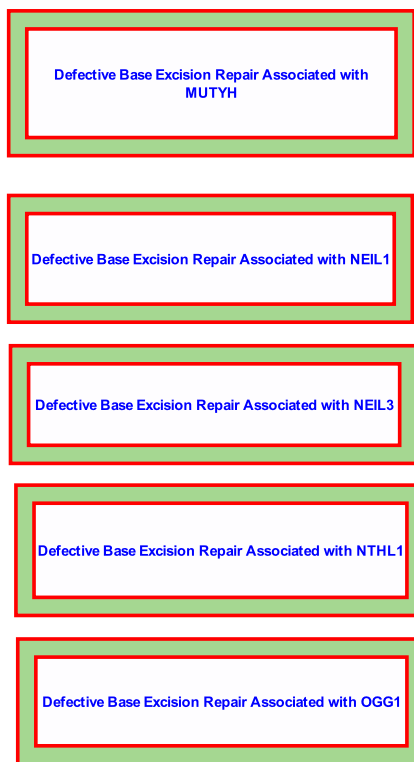 Defective Base Excision Repair Associated with
MUTYH
Defective Base Excision Repair Associated with NEIL1
Defective Base Excision Repair Associated with NEIL3
Defective Base Excision Repair Associated with NTHL1
Defective Base Excision Repair Associated with OGG1